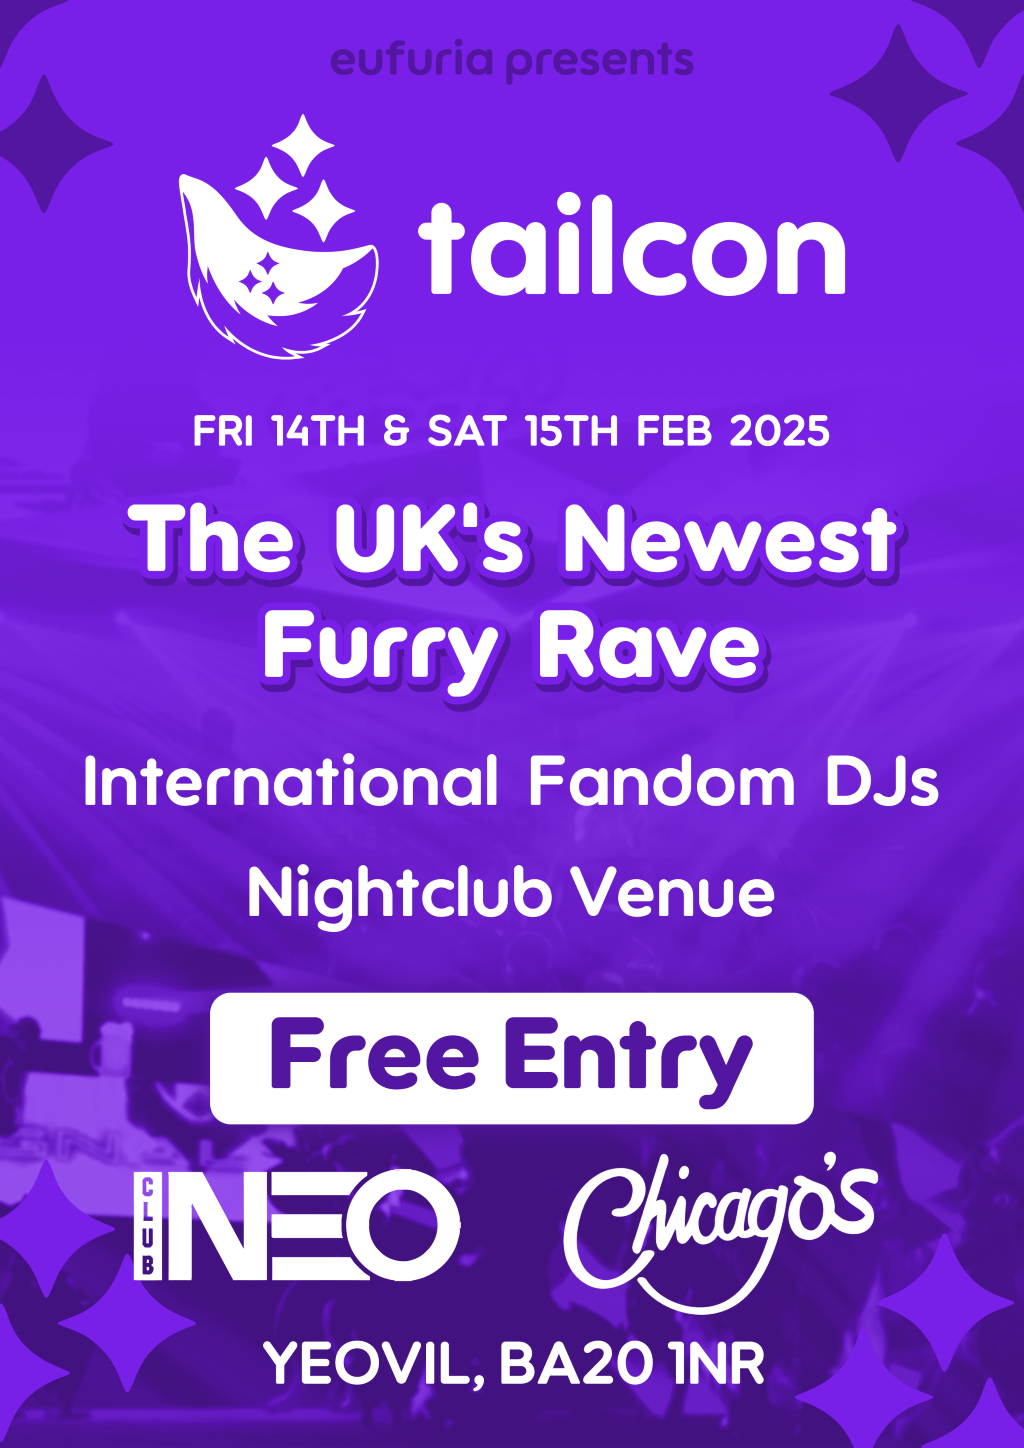 eufuria presents
tailcon
FRI 14TH & SAT 15TH FEB 2025
The UK's Newest
Furry Rave
International Fandom DJs
Nightclub Venue
Free Entry
CLUB NEO
Chicago's
YEOVIL, BA20 1NR